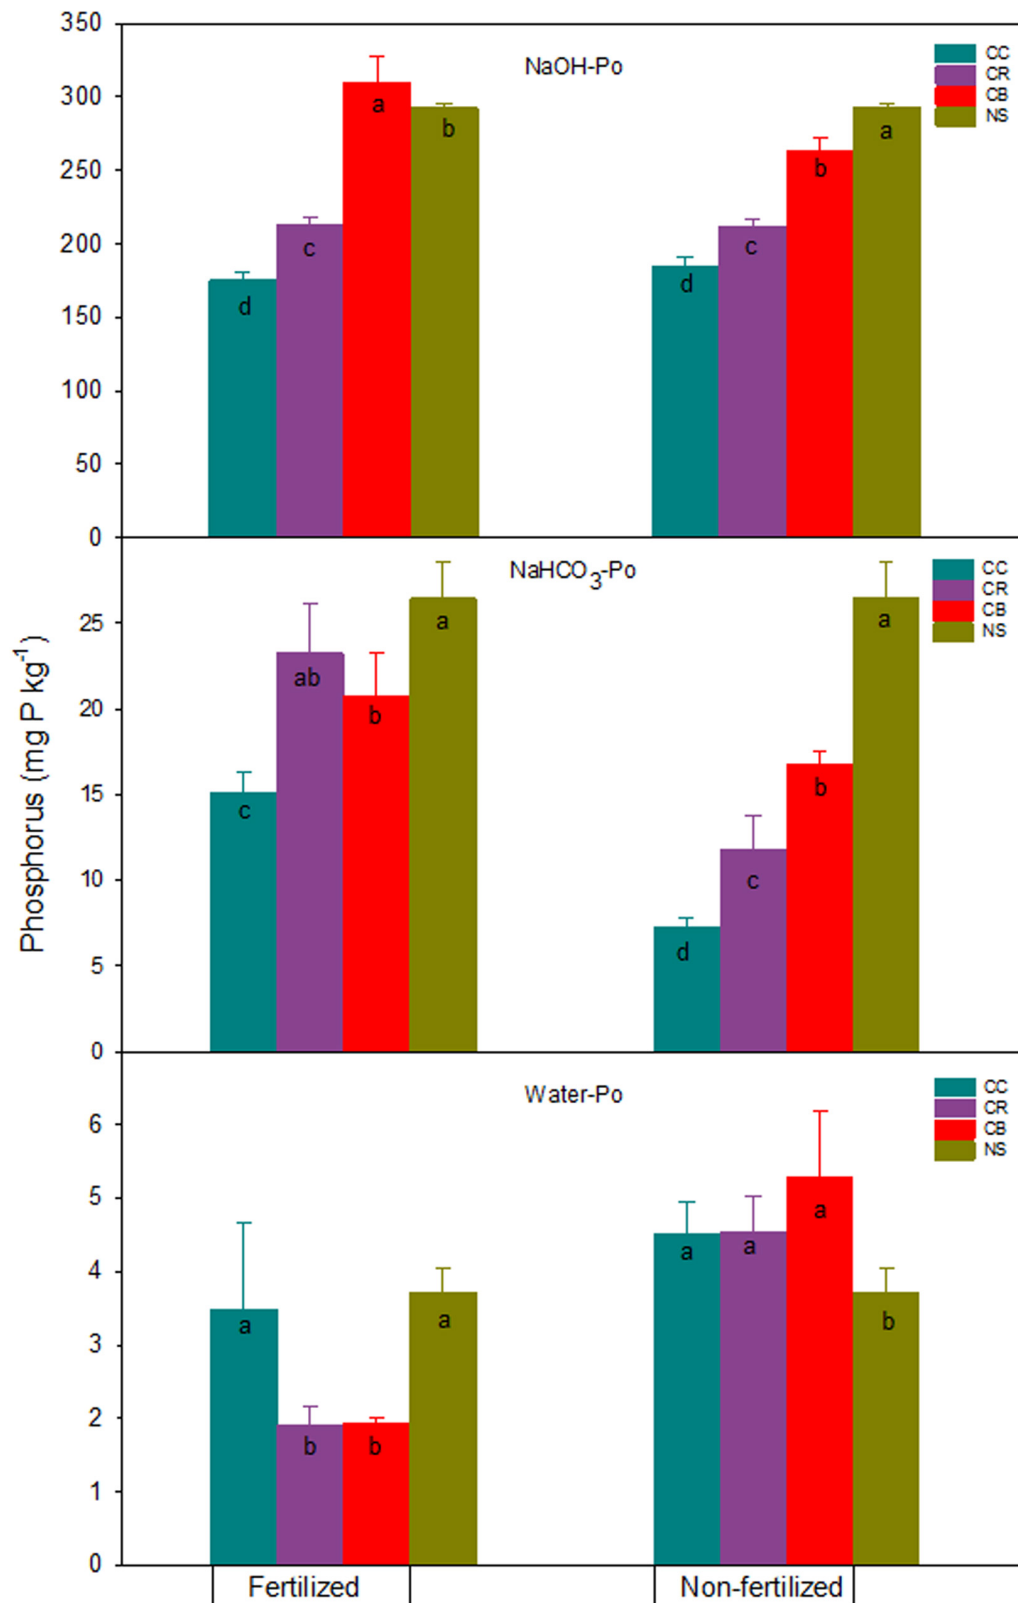 Phosphorus (mg P kg-1)
350
300
250
200
150
100
50
0
NaOH-Po
CC
CR
CB
NS
d
c
a
b
d
c
b
a
25
20
15
10
5
0
NaHCO3-Po
CC
CR
CB
NS
c
ab
b
a
d
c
b
a
6
5
4
3
2
1
0
Water-Po
CC
CR
CB
NS
a
b
b
a
a
a
a
b
Fertilized
Non-fertilized